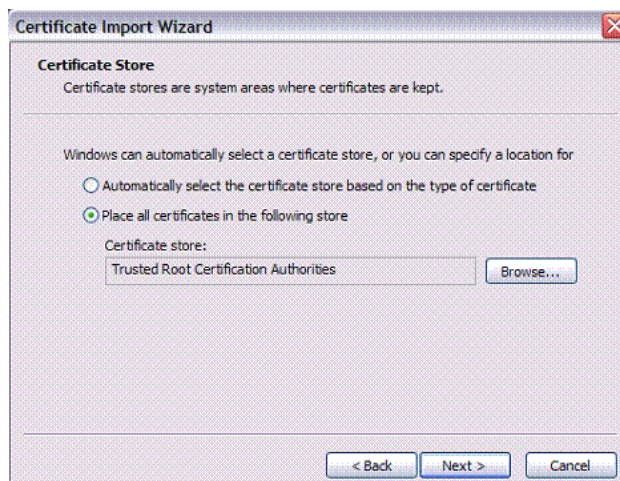 Certificate Import Wizard
Certificate Store
Certificate stores are system areas where certificates are kept.
Windows can automatically select a certificate store, or you can specify a location for
Automatically select the certificate store based on the type of certificate
Place all certificates in the following store
Certificate store:
Trusted Root Certification Authorities
Browse...
< Back
Next >
Cancel